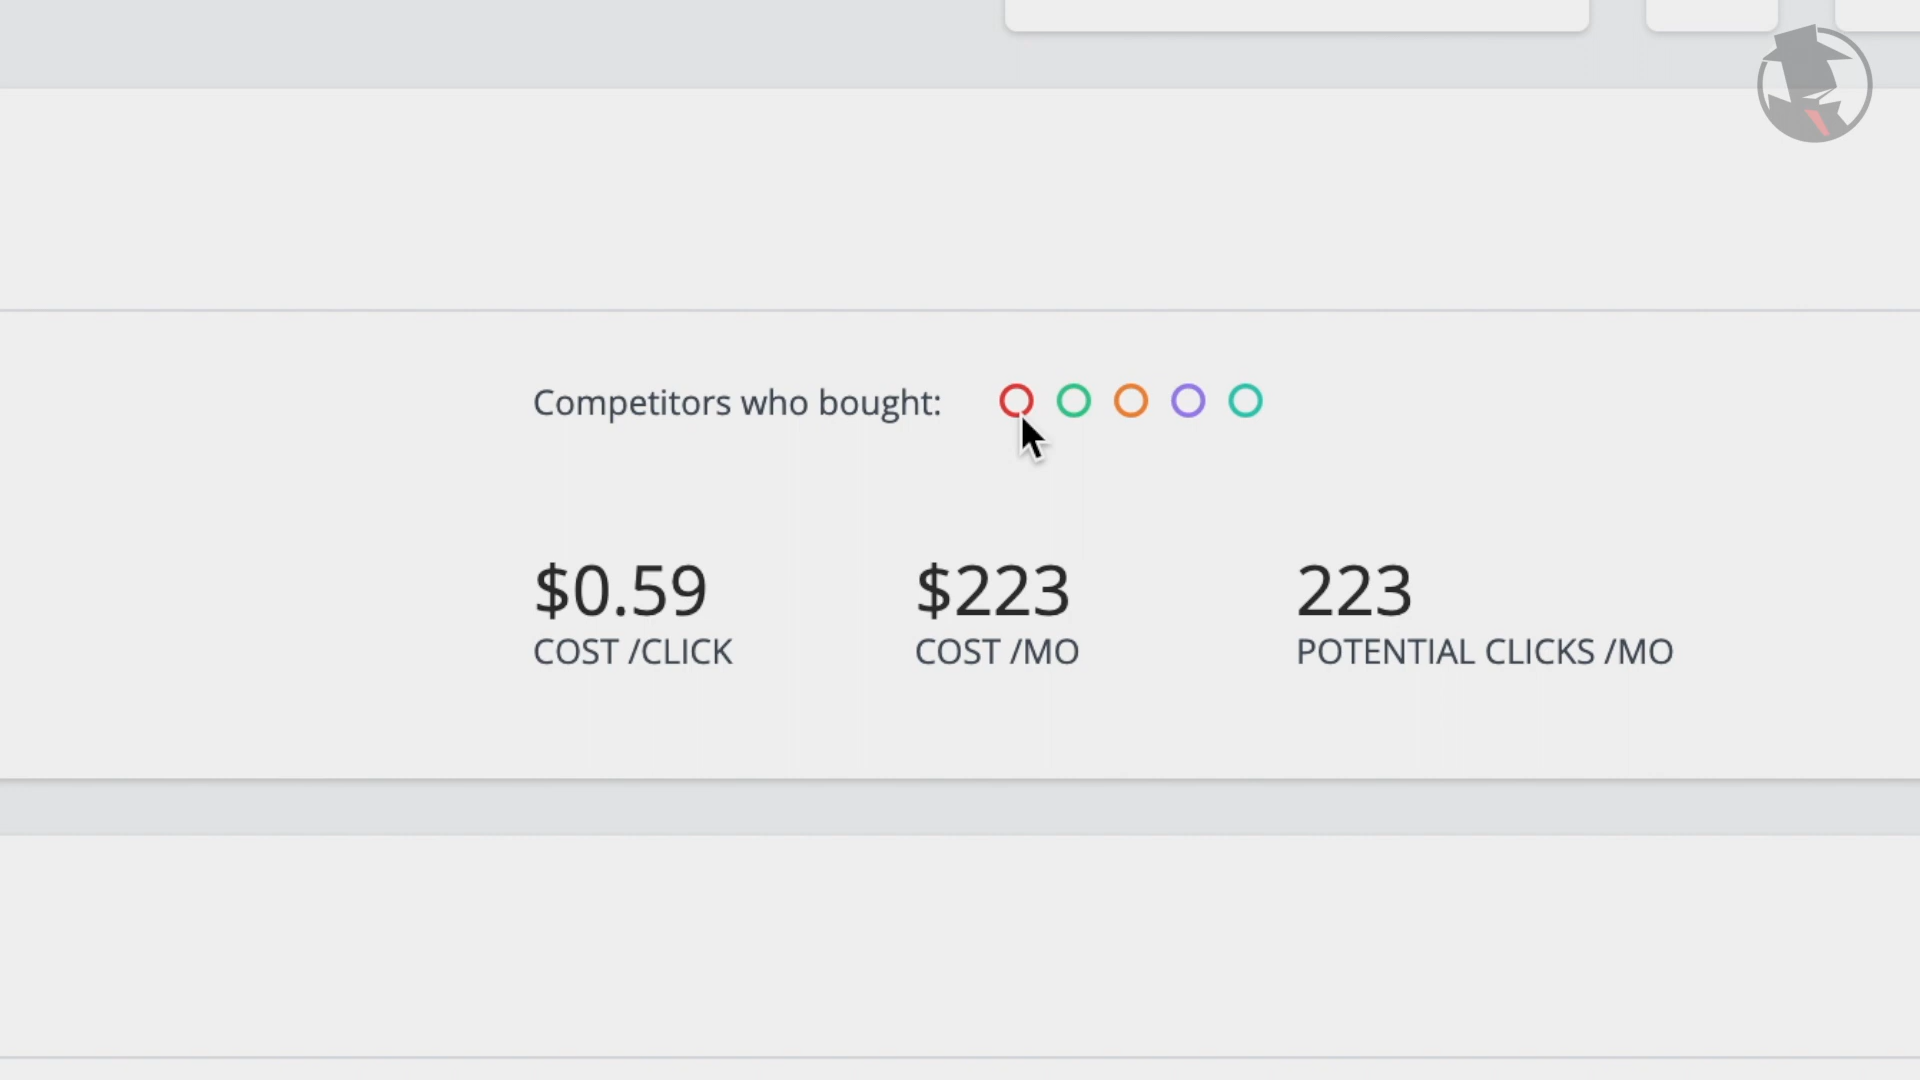 Competitors who bought:
$0.59
COST /CLICK
$223
COST /MO
223
POTENTIAL CLICKS /MO